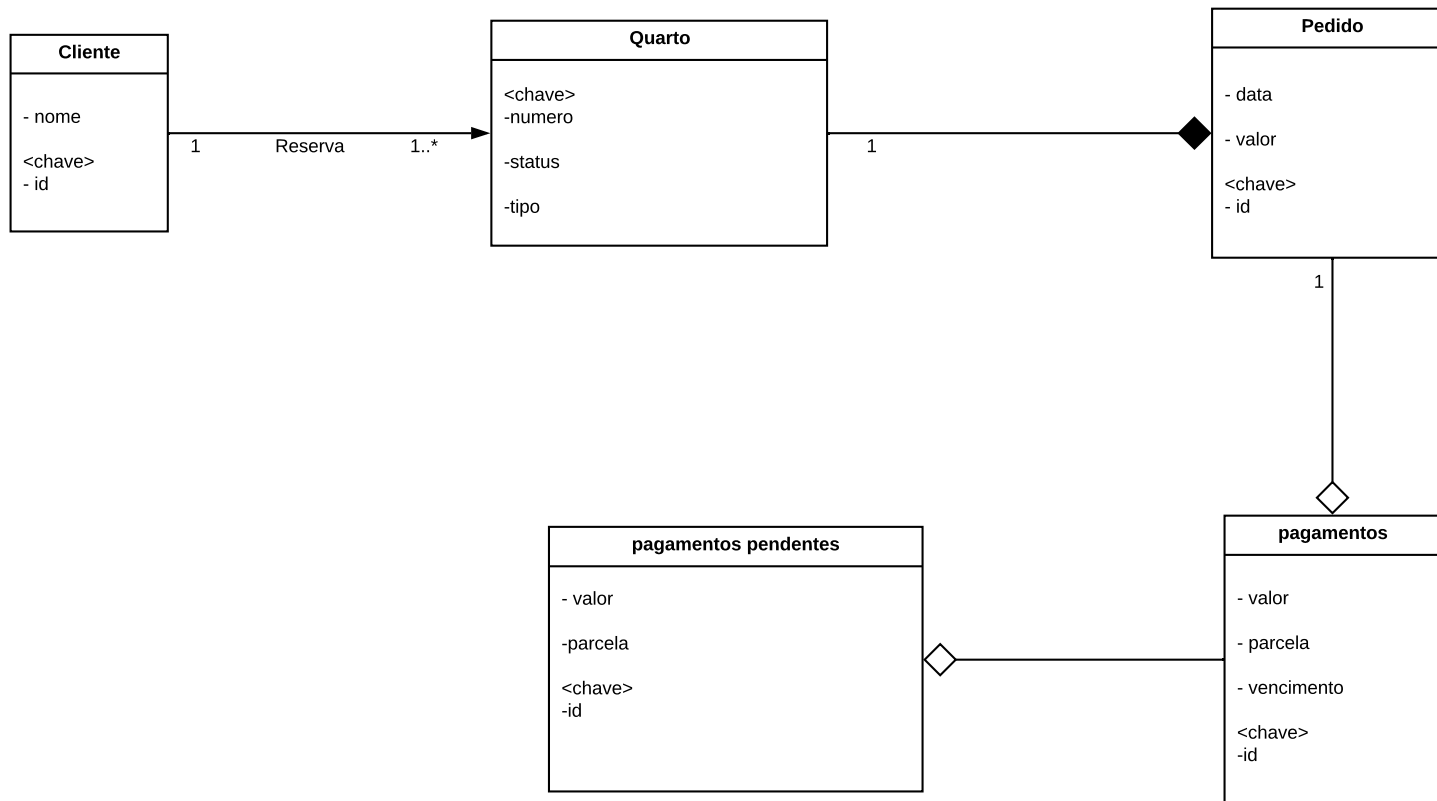 Cliente
- nome
<chave>
- id
1
Reserva
1..*
Quarto
<chave>
-numero
-status
-tipo
1
Pedido
- data
- valor
<chave>
- id
1
pagamentos pendentes
- valor
-parcela
<chave>
-id
pagamentos
- valor
- parcela
- vencimento
<chave>
-id